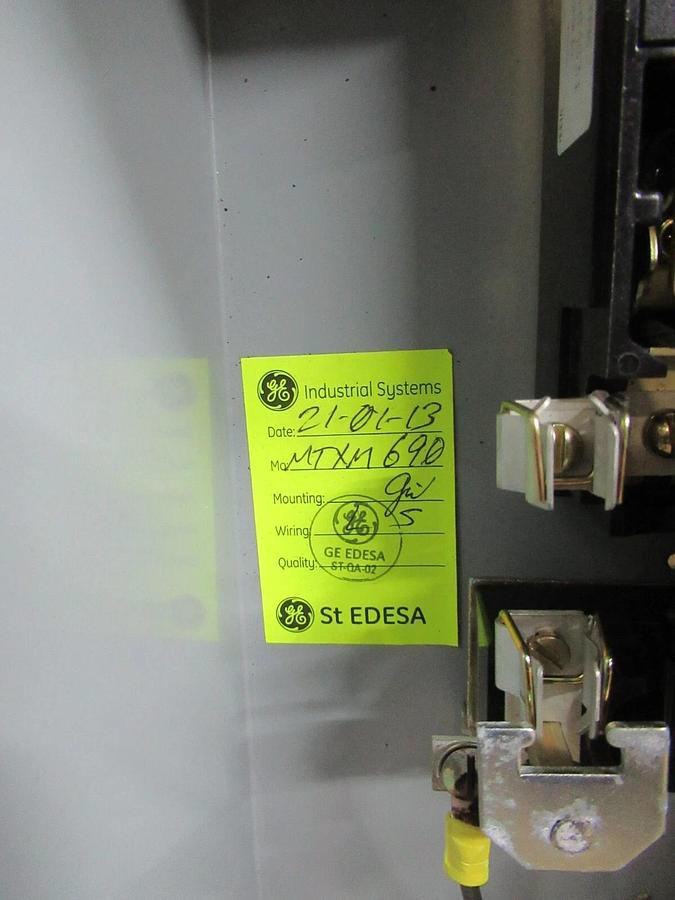 GE Industrial Systems
Date: 21-01-13
Mo MTXM 690
Mounting:
Wiring: S
GE
GE EDESA
Quality:
ST-QA-02
GE St EDESA